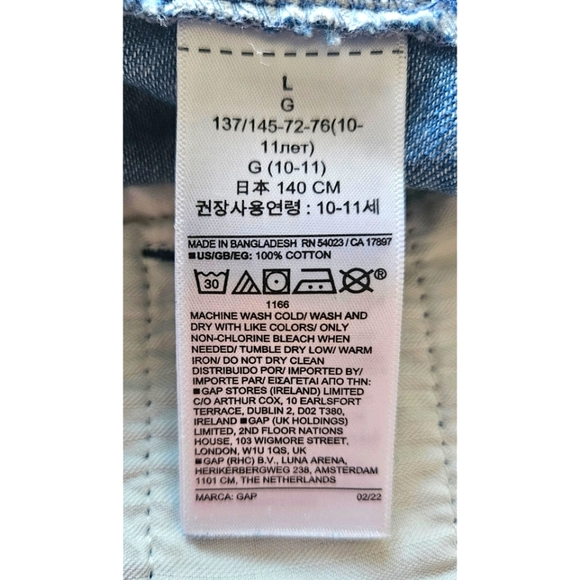 L
G
137/145-72-76(10-
11лет)
G (10-11)
日本 140 CM
권장사용연령 : 10-11세
MADE IN BANGLADESH RN 54023 / CA 17897
■US/GB/EG: 100% COTTON
30
1166
MACHINE WASH COLD/ WASH AND
DRY WITH LIKE COLORS/ ONLY
NON-CHLORINE BLEACH WHEN
NEEDED/ TUMBLE DRY LOW/ WARM
IRON/ DO NOT DRY CLEAN
DISTRIBUIDO POR/ IMPORTED BY/
IMPORTE PAR/ ΕΙΣΑΓΕΤΑΙ ΑΠΟ/
■GAP STORES (IRELAND) LIMITED
C/O ARTHUR COX, 10 EARLSFORT
TERRACE, DUBLIN 2, D02 T380,
IRELAND ■GAP (UK HOLDINGS)
LIMITED, 2ND FLOOR NATIONS
HOUSE, 103 WIGMORE STREET,
LONDON, W1U 1QS, UK
■GAP (RHC) B.V., LUNA ARENA,
HERIKERBERGWEG 238, AMSTERDAM
1101 CM, THE NETHERLANDS
MARCA: GAP 02/22